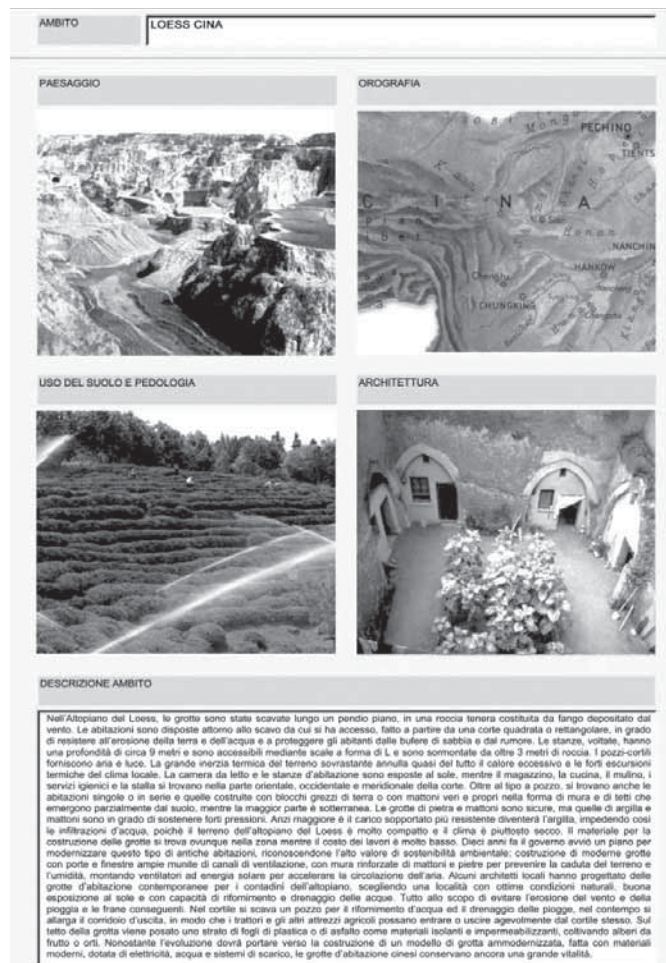 AMBITO
LOESS CINA
PAESAGGIO
OROGRAFIA
PECHINO
TIENTS
C I N A
NANCHIN
HANKOW
CHUNGKING
USO DEL SUOLO E PEDOLOGIA
ARCHITETTURA
DESCRIZIONE AMBITO
Nell'Altopiano del Loess, le grotte sono state scavate lungo un pendio piano, in una roccia tenera costituita da fango depositato dal
vento. Le abitazioni sono disposte attorno allo scavo da cui si ha accesso, fatto a partire da una corte quadrata o rettangolare, in grado
di resistere all'erosione della terra e dell'acqua e a proteggere gli abitanti dalle bufere di sabbia e dal rumore. Le stanze, voltate, hanno
una profondità di circa 9 metri e sono accessibili mediante scale a forma di L e sono sormontate da oltre 3 metri di roccia. I pozzi-cortili
forniscono aria e luce. La grande inerzia termica del terreno sovrastante annulla quasi del tutto il calore eccessivo e le forti escursioni
termiche del clima locale. La camera da letto e le stanze d'abitazione sono esposte al sole, mentre il magazzino, la cucina, il mulino, i
servizi igienici e la stalla si trovano nella parte orientale, occidentale e meridionale della corte. Oltre al tipo a pozzo, si trovano anche le
abitazioni singole o in serie e quelle costruite con blocchi grezzi di terra o con mattoni veri e propri nella forma di mura e di tetti che
emergono parzialmente dal suolo, mentre la maggior parte è sotterranea. Le grotte di pietra e mattoni sono sicure, ma quelle di argilla e
mattoni sono in grado di sostenere forti pressioni. Anzi maggiore è il carico sopportato più resistente diventerà l'argilla, impedendo così
le infiltrazioni d'acqua, poiché il terreno dell'altopiano del Loess è molto compatto e il clima è piuttosto secco. Il materiale per la
costruzione delle grotte si trova ovunque nella zona mentre il costo dei lavori è molto basso. Dieci anni fa il governo avviò un piano per
modernizzare questo tipo di antiche abitazioni, riconoscendone l'alto valore di sostenibilità ambientale: costruzione di moderne grotte
con porte e finestre ampie munite di canali di ventilazione, con mura rinforzate di mattoni e pietre per prevenire la caduta del terreno e
l'umidità, montando ventilatori ad energia solare per accelerare la circolazione dell'aria. Alcuni architetti locali hanno progettato delle
grotte d'abitazione contemporanee per i contadini dell'altopiano, scegliendo una località con ottime condizioni naturali, buona
esposizione al sole e con capacità di rifornimento e drenaggio delle acque. Tutto allo scopo di evitare l'erosione del vento e della
pioggia e le frane conseguenti. Nel cortile si scava un pozzo per il rifornimento d'acqua ed il drenaggio delle piogge, nel contempo si
allarga il corridoio d'uscita, in modo che i trattori e gli altri attrezzi agricoli possano entrare o uscire agevolmente dal cortile stesso. Sul
tetto della grotta viene posato uno strato di fogli di plastica o di asfalto come materiali isolanti e impermeabilizzanti, coltivando alberi da
frutto o orti. Nonostante l'evoluzione dovrà portare verso la costruzione di un modello di grotta ammodernizzata, fatta con materiali
moderni, dotata di elettricità, acqua e sistemi di scarico, le grotte d'abitazione cinesi conservano ancora una grande vitalità.